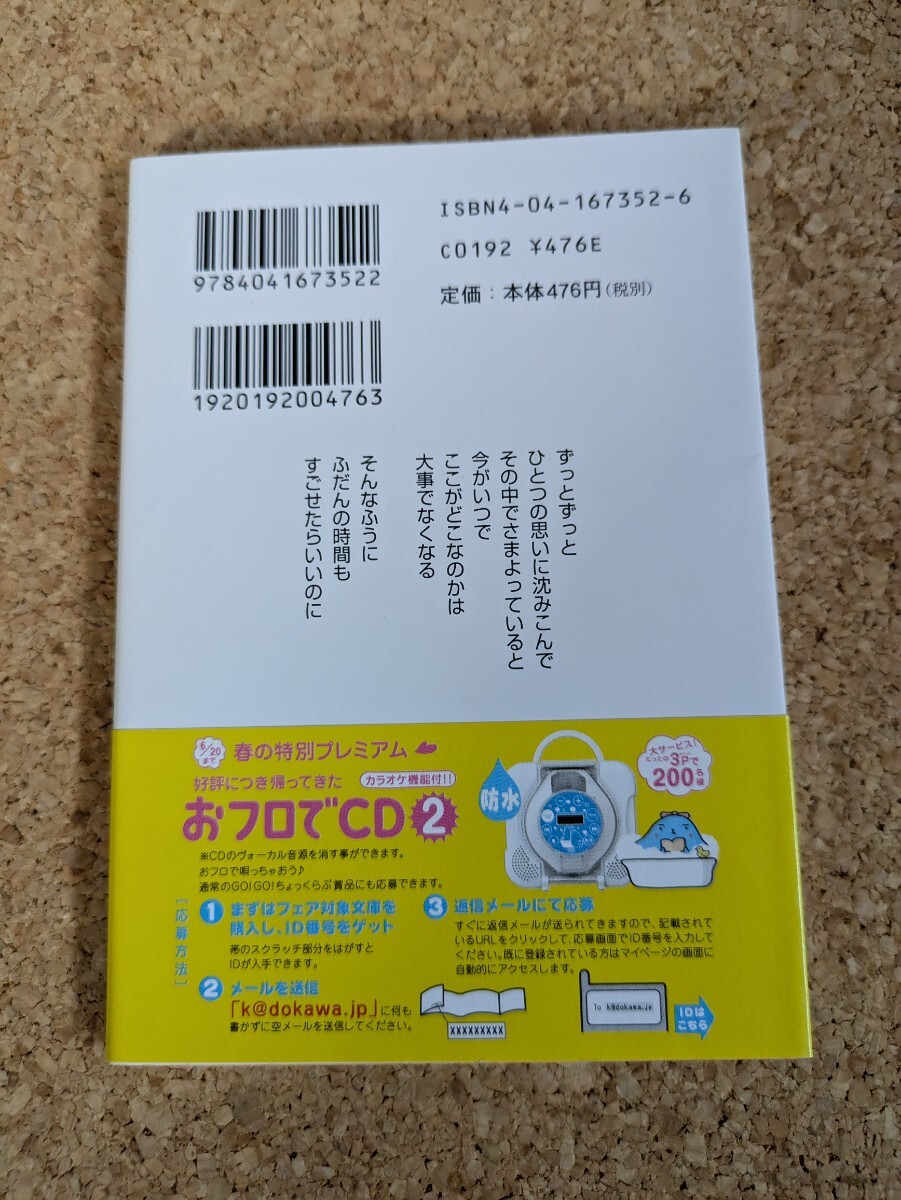 ISBN4-04-167352-6
C0192 ¥476E
定価：本体476円(税別)
9784041673522
1920192004763
ずっとずっと
ひとつの思いに沈みこんで
その中でさまよっていると
今がいつで
ここがどこなのかは
大事でなくなる
そんなふうに
ふだんの時間も
すごせたらいいのに
6/20まで
春の特別プレミアム
好評につき帰ってきた
カラオケ機能付!!
おフロでCD2
防水
大サービス!
たったの3Pで
200名様
※CDのヴォーカル音源を消す事ができます。
おフロで唄っちゃおう♪
通常のGO!GO!ちょっくらぶ賞品にも応募できます。
[応募方法]
1 まずはフェア対象文庫を
購入し、ID番号をゲット
帯のスクラッチ部分をはがすと
IDが入手できます。
2 メールを送信
「k@dokawa.jp」に何も
書かずに空メールを送信してください。
3 返信メールにて応募
すぐに返信メールが送られてきますので、記載されて
いるURLをクリックして、応募画面でID番号を入力して
ください。既に登録されている方はマイページの画面に
自動的にアクセスします。
XXXXXXXXX
To k@dokawa.jp
IDは
こちら